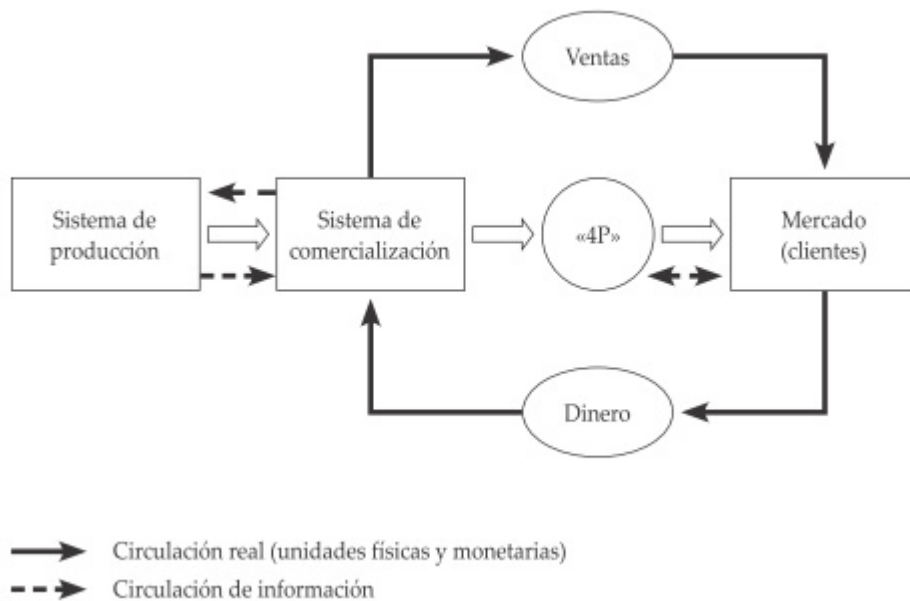 Ventas
Sistema de
producción
Sistema de
comercialización
«4P»
Mercado
(clientes)
Dinero
Circulación real (unidades físicas y monetarias)
Circulación de información